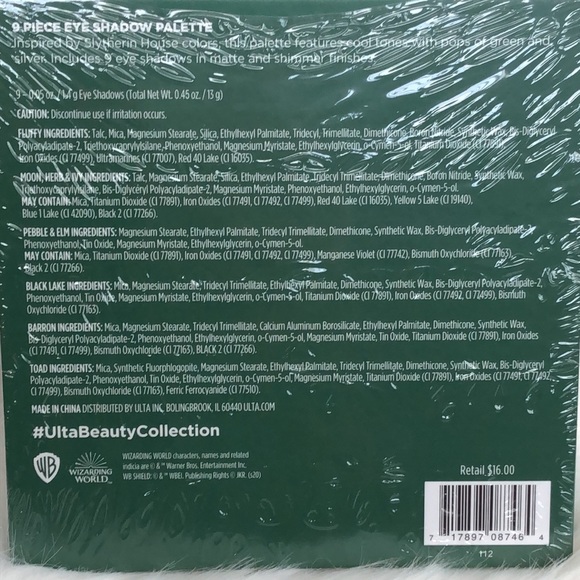 9 PIECE EYE SHADOW PALETTE
Inspired by Slytherin House colors, this palette features cool tones with pops of green and
silver. Includes 9 eye shadows in matte and shimmer finishes.
9 – 0.05 oz./ 1.4g Eye Shadows (Total Net Wt. 0.45 oz. / 13 g)
CAUTION: Discontinue use if irritation occurs.
FLUFFY INGREDIENTS: Talc, Mica, Magnesium Stearate, Silica, Ethylhexyl Palmitate, Tridecyl, Trimellitate, Dimethicone, Boron Nitride, Synthetic Wax, Bis-Diglyceryl
Polyacyladipate-2, Triethoxycaprylylsilane, Phenoxyethanol, Magnesium Myristate, Ethylhexylglycerin, o-Cymen-5-ol, Titanium Dioxide (CI 77891),
Iron Oxides (CI 77499), Ultramarines (CI 77007), Red 40 Lake (CI 16035).
MOON, HERB & IVY INGREDIENTS: Talc, Magnesium Stearate, Silica, Ethylhexyl Palmitate, Tridecyl Trimellitate, Dimethicone, Boron Nitride, Synthetic Wax,
Triethoxycaprylylsilane, Bis-Diglyceryl Polyacyladipate-2, Magnesium Myristate, Phenoxyethanol, Ethylhexylglycerin, o-Cymen-5-ol.
MAY CONTAIN: Mica, Titanium Dioxide (CI 77891), Iron Oxides (CI 77491, CI 77492, CI 77499), Red 40 Lake (CI 16035), Yellow 5 Lake (CI 19140),
Blue 1 Lake (CI 42090), Black 2 (CI 77266).
PEBBLE & ELM INGREDIENTS: Magnesium Stearate, Ethylhexyl Palmitate, Tridecyl Trimellitate, Dimethicone, Synthetic Wax, Bis-Diglyceryl Polyacyladipate-2,
Phenoxyethanol, Tin Oxide, Magnesium Myristate, Ethylhexylglycerin, o-Cymen-5-ol.
MAY CONTAIN: Mica, Titanium Dioxide (CI 77891), Iron Oxides (CI 77491, CI 77492, CI 77499), Manganese Violet (CI 77742), Bismuth Oxychloride (CI 77163),
Black 2 (CI 77266).
BLACK LAKE INGREDIENTS: Mica, Magnesium Stearate, Ethylhexyl Palmitate, Tridecyl Trimellitate, Dimethicone, Synthetic Wax, Bis-Diglyceryl Polyacyladipate-2,
Phenoxyethanol, Tin Oxide, Magnesium Myristate, Ethylhexylglycerin, o-Cymen-5-ol, Titanium Dioxide (CI 77891), Iron Oxides (CI 77492, CI 77499), Bismuth
Oxychloride (CI 77163).
BARRON INGREDIENTS: Mica, Magnesium Stearate, Tridecyl Trimellitate, Calcium Aluminum Borosilicate, Ethylhexyl Palmitate, Dimethicone, Synthetic Wax,
Bis-Diglyceryl Polyacyladipate-2, Phenoxyethanol, Tin Oxide, Magnesium Myristate, Ethylhexylglycerin, o-Cymen-5-ol, Titanium Dioxide (CI 77891), Iron Oxides
(CI 77491, CI 77499), Bismuth Oxychloride (CI 77163), BLACK 2 (CI 77266).
TOAD INGREDIENTS: Mica, Synthetic Fluorphlogopite, Magnesium Stearate, Ethylhexyl Palmitate, Tridecyl Trimellitate, Dimethicone, Synthetic Wax, Bis-Diglyceryl
Polyacyladipate-2, Phenoxyethanol, Tin Oxide, Ethylhexylglycerin, o-Cymen-5-ol, Magnesium Myristate, Titanium Dioxide (CI 77891), Iron Oxides (CI 77491, CI 77492,
CI 77499), Bismuth Oxychloride (CI 77163), Ferric Ferrocyanide (CI 77510).
MADE IN CHINA DISTRIBUTED BY ULTA INC, BOLINGBROOK, IL 60440 ULTA.COM
#UltaBeautyCollection
WB
WIZARDING
WORLD
WIZARDING WORLD characters, names and related
indicia are © & ™ Warner Bros. Entertainment Inc.
WB SHIELD: © & ™ WBEI. Publishing Rights © JKR. (s20)
Retail $16.00
7 17897 08746 4
112